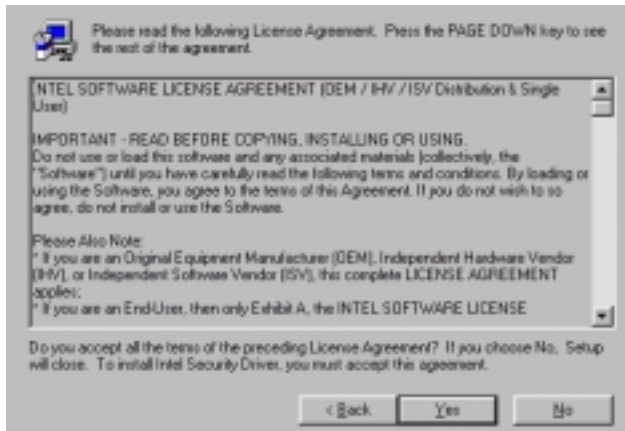 Please read the following License Agreement. Press the PAGE DOWN key to see
the rest of the agreement.
INTEL SOFTWARE LICENSE AGREEMENT (OEM / IHV / ISV Distribution & Single
User)
IMPORTANT - READ BEFORE COPYING, INSTALLING OR USING.
Do not use or load this software and any associated materials (collectively, the
"Software") until you have carefully read the following terms and conditions. By loading or
using the Software, you agree to the terms of this Agreement. If you do not wish to so
agree, do not install or use the Software.
Please Also Note:
* If you are an Original Equipment Manufacturer (OEM), Independent Hardware Vendor
(IHV), or Independent Software Vendor (ISV), this complete LICENSE AGREEMENT
applies;
* If you are an End-User, then only Exhibit A, the INTEL SOFTWARE LICENSE
Do you accept all the terms of the preceding License Agreement? If you choose No, Setup
will close. To install Intel Security Driver, you must accept this agreement.
< Back Yes No